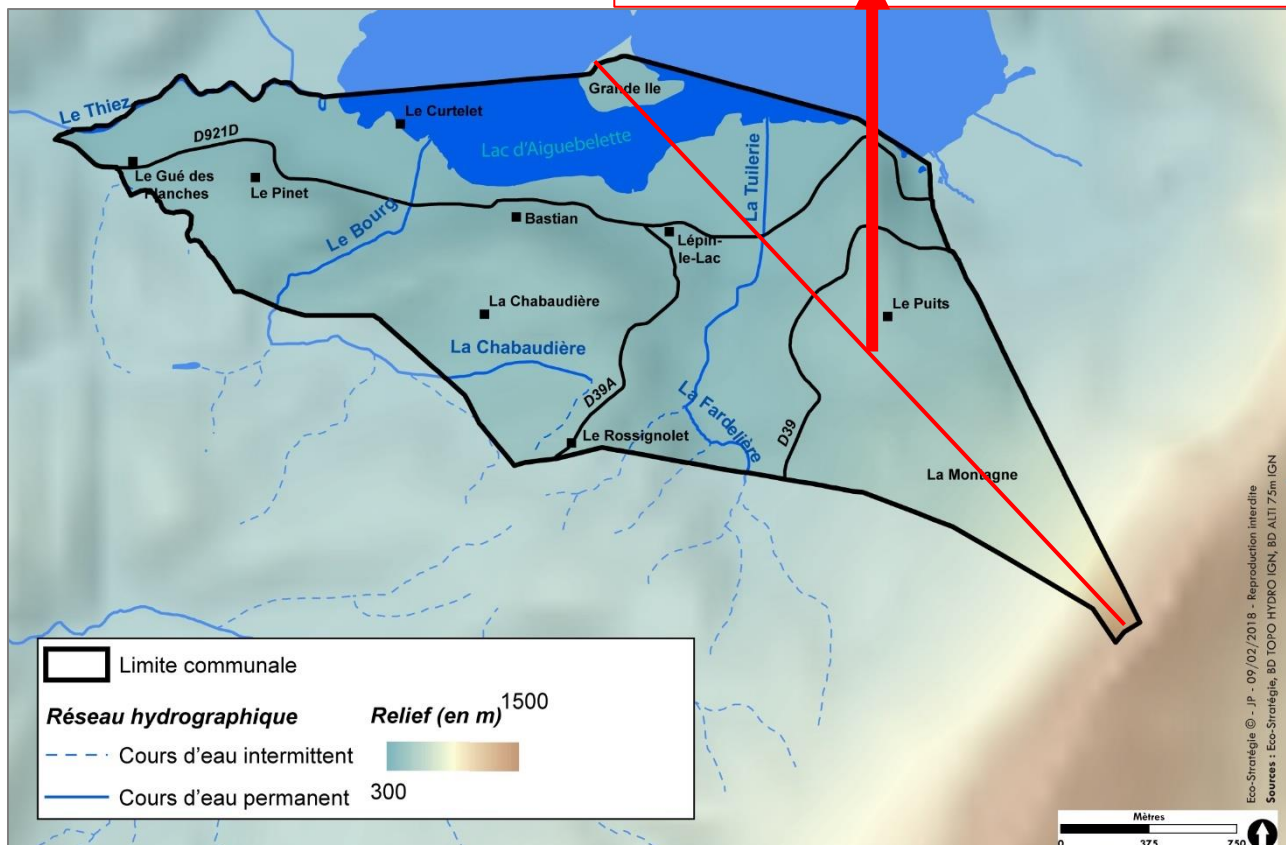 Le Thiez
D921D
Le Curtelet
Grande Ile
Lac d'Aiguebelette
La Tuilerie
Le Gué des
Planches
Le Pinet
Le Bourg
Bastian
Lépin-
le-Lac
La Chabaudière
Le Puits
La Chabaudière
D39A
La Fardelière
D39
Le Rossignolet
La Montagne
Limite communale
Réseau hydrographique
Cours d'eau intermittent
Cours d'eau permanent
Relief (en m)
1500
300
Mètres
0 375 750
Eco-Stratégie © - JP - 09/02/2018 - Reproduction interdite
Sources : Eco-Stratégie, BD TOPO HYDRO IGN, BD ALTI 75m IGN